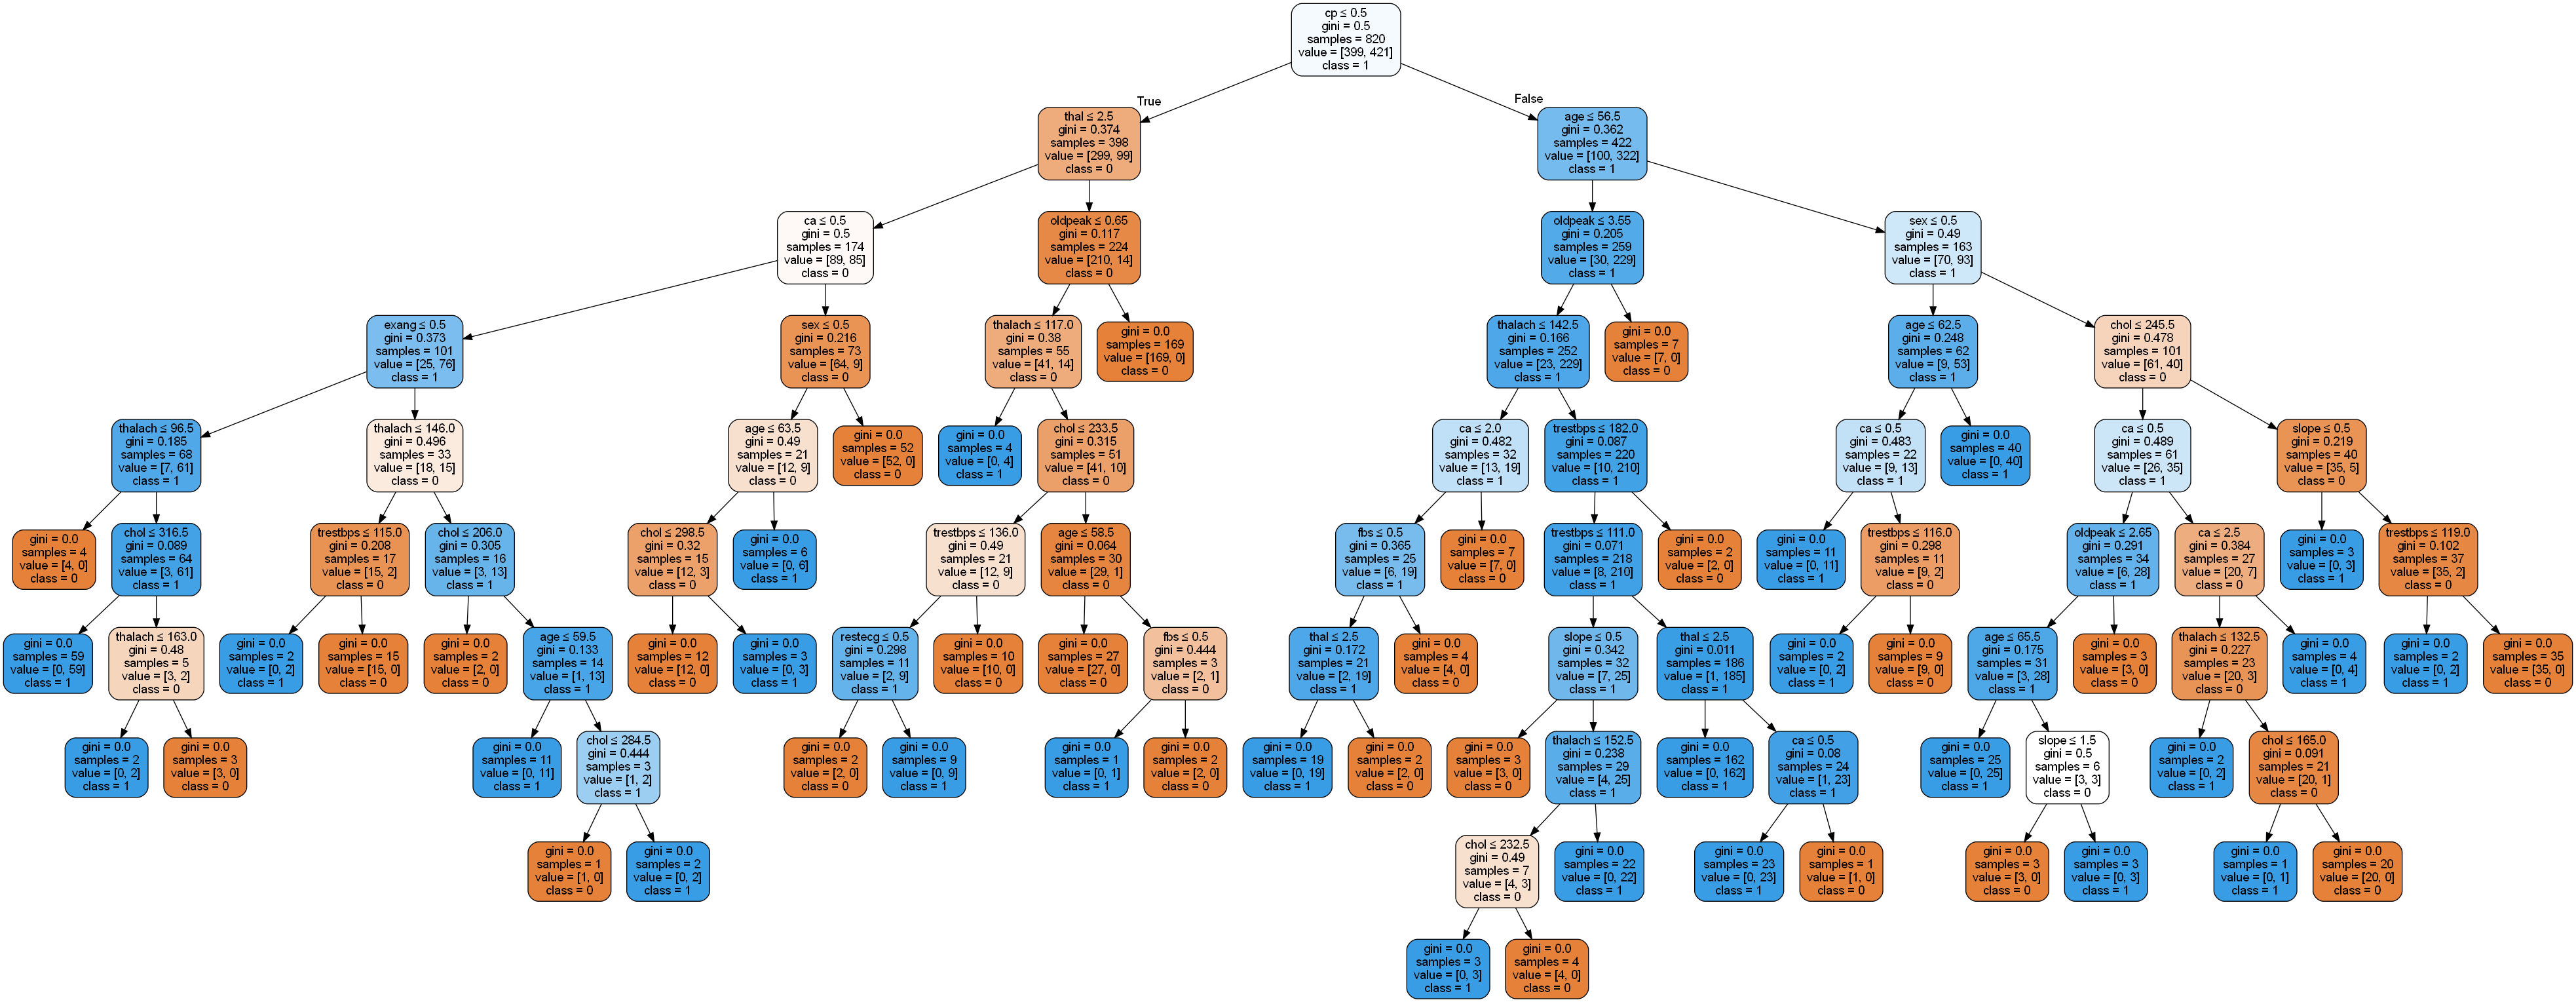 cp ≤ 0.5
gini = 0.5
samples = 820
value = [399, 421]
class = 1
True
False
thal ≤ 2.5
gini = 0.374
samples = 398
value = [299, 99]
class = 0
age ≤ 56.5
gini = 0.362
samples = 422
value = [100, 322]
class = 1
ca ≤ 0.5
gini = 0.5
samples = 174
value = [89, 85]
class = 0
oldpeak ≤ 0.65
gini = 0.117
samples = 224
value = [210, 14]
class = 0
oldpeak ≤ 3.55
gini = 0.205
samples = 259
value = [30, 229]
class = 1
sex ≤ 0.5
gini = 0.49
samples = 163
value = [70, 93]
class = 1
exang ≤ 0.5
gini = 0.373
samples = 101
value = [25, 76]
class = 1
sex ≤ 0.5
gini = 0.216
samples = 73
value = [64, 9]
class = 0
thalach ≤ 117.0
gini = 0.38
samples = 55
value = [41, 14]
class = 0
gini = 0.0
samples = 169
value = [169, 0]
class = 0
thalach ≤ 142.5
gini = 0.166
samples = 252
value = [23, 229]
class = 1
gini = 0.0
samples = 7
value = [7, 0]
class = 0
age ≤ 62.5
gini = 0.248
samples = 62
value = [9, 53]
class = 1
chol ≤ 245.5
gini = 0.478
samples = 101
value = [61, 40]
class = 0
thalach ≤ 96.5
gini = 0.185
samples = 68
value = [7, 61]
class = 1
thalach ≤ 146.0
gini = 0.496
samples = 33
value = [18, 15]
class = 0
age ≤ 63.5
gini = 0.49
samples = 21
value = [12, 9]
class = 0
gini = 0.0
samples = 52
value = [52, 0]
class = 0
gini = 0.0
samples = 4
value = [0, 4]
class = 1
chol ≤ 233.5
gini = 0.315
samples = 51
value = [41, 10]
class = 0
ca ≤ 2.0
gini = 0.482
samples = 32
value = [13, 19]
class = 1
trestbps ≤ 182.0
gini = 0.087
samples = 220
value = [10, 210]
class = 1
ca ≤ 0.5
gini = 0.483
samples = 22
value = [9, 13]
class = 1
gini = 0.0
samples = 40
value = [0, 40]
class = 1
ca ≤ 0.5
gini = 0.489
samples = 61
value = [26, 35]
class = 1
slope ≤ 0.5
gini = 0.219
samples = 40
value = [35, 5]
class = 0
gini = 0.0
samples = 4
value = [4, 0]
class = 0
chol ≤ 316.5
gini = 0.089
samples = 64
value = [3, 61]
class = 1
trestbps ≤ 115.0
gini = 0.208
samples = 17
value = [15, 2]
class = 0
chol ≤ 206.0
gini = 0.305
samples = 16
value = [3, 13]
class = 1
chol ≤ 298.5
gini = 0.32
samples = 15
value = [12, 3]
class = 0
gini = 0.0
samples = 6
value = [0, 6]
class = 1
trestbps ≤ 136.0
gini = 0.49
samples = 21
value = [12, 9]
class = 0
age ≤ 58.5
gini = 0.064
samples = 30
value = [29, 1]
class = 0
fbs ≤ 0.5
gini = 0.365
samples = 25
value = [6, 19]
class = 1
gini = 0.0
samples = 7
value = [7, 0]
class = 0
trestbps ≤ 111.0
gini = 0.071
samples = 218
value = [8, 210]
class = 1
gini = 0.0
samples = 2
value = [2, 0]
class = 0
gini = 0.0
samples = 11
value = [0, 11]
class = 1
trestbps ≤ 116.0
gini = 0.298
samples = 11
value = [9, 2]
class = 0
oldpeak ≤ 2.65
gini = 0.291
samples = 34
value = [6, 28]
class = 1
ca ≤ 2.5
gini = 0.384
samples = 27
value = [20, 7]
class = 0
gini = 0.0
samples = 3
value = [0, 3]
class = 1
trestbps ≤ 119.0
gini = 0.102
samples = 37
value = [35, 2]
class = 0
gini = 0.0
samples = 59
value = [0, 59]
class = 1
thalach ≤ 163.0
gini = 0.48
samples = 5
value = [3, 2]
class = 0
gini = 0.0
samples = 2
value = [0, 2]
class = 1
gini = 0.0
samples = 15
value = [15, 0]
class = 0
gini = 0.0
samples = 2
value = [2, 0]
class = 0
age ≤ 59.5
gini = 0.133
samples = 14
value = [1, 13]
class = 1
gini = 0.0
samples = 12
value = [12, 0]
class = 0
gini = 0.0
samples = 3
value = [0, 3]
class = 1
restecg ≤ 0.5
gini = 0.298
samples = 11
value = [2, 9]
class = 1
gini = 0.0
samples = 10
value = [10, 0]
class = 0
gini = 0.0
samples = 27
value = [27, 0]
class = 0
fbs ≤ 0.5
gini = 0.444
samples = 3
value = [2, 1]
class = 0
thal ≤ 2.5
gini = 0.172
samples = 21
value = [2, 19]
class = 1
gini = 0.0
samples = 4
value = [4, 0]
class = 0
slope ≤ 0.5
gini = 0.342
samples = 32
value = [7, 25]
class = 1
thal ≤ 2.5
gini = 0.011
samples = 186
value = [1, 185]
class = 1
gini = 0.0
samples = 2
value = [0, 2]
class = 1
gini = 0.0
samples = 9
value = [9, 0]
class = 0
age ≤ 65.5
gini = 0.175
samples = 31
value = [3, 28]
class = 1
gini = 0.0
samples = 3
value = [3, 0]
class = 0
thalach ≤ 132.5
gini = 0.227
samples = 23
value = [20, 3]
class = 0
gini = 0.0
samples = 4
value = [0, 4]
class = 1
gini = 0.0
samples = 2
value = [0, 2]
class = 1
gini = 0.0
samples = 35
value = [35, 0]
class = 0
gini = 0.0
samples = 2
value = [0, 2]
class = 1
gini = 0.0
samples = 3
value = [3, 0]
class = 0
gini = 0.0
samples = 11
value = [0, 11]
class = 1
chol ≤ 284.5
gini = 0.444
samples = 3
value = [1, 2]
class = 1
gini = 0.0
samples = 2
value = [2, 0]
class = 0
gini = 0.0
samples = 9
value = [0, 9]
class = 1
gini = 0.0
samples = 1
value = [0, 1]
class = 1
gini = 0.0
samples = 2
value = [2, 0]
class = 0
gini = 0.0
samples = 19
value = [0, 19]
class = 1
gini = 0.0
samples = 2
value = [2, 0]
class = 0
gini = 0.0
samples = 3
value = [3, 0]
class = 0
thalach ≤ 152.5
gini = 0.238
samples = 29
value = [4, 25]
class = 1
gini = 0.0
samples = 162
value = [0, 162]
class = 1
ca ≤ 0.5
gini = 0.08
samples = 24
value = [1, 23]
class = 1
gini = 0.0
samples = 25
value = [0, 25]
class = 1
slope ≤ 1.5
gini = 0.5
samples = 6
value = [3, 3]
class = 0
gini = 0.0
samples = 2
value = [0, 2]
class = 1
chol ≤ 165.0
gini = 0.091
samples = 21
value = [20, 1]
class = 0
gini = 0.0
samples = 1
value = [1, 0]
class = 0
gini = 0.0
samples = 2
value = [0, 2]
class = 1
chol ≤ 232.5
gini = 0.49
samples = 7
value = [4, 3]
class = 0
gini = 0.0
samples = 22
value = [0, 22]
class = 1
gini = 0.0
samples = 23
value = [0, 23]
class = 1
gini = 0.0
samples = 1
value = [1, 0]
class = 0
gini = 0.0
samples = 3
value = [3, 0]
class = 0
gini = 0.0
samples = 3
value = [0, 3]
class = 1
gini = 0.0
samples = 1
value = [0, 1]
class = 1
gini = 0.0
samples = 20
value = [20, 0]
class = 0
gini = 0.0
samples = 3
value = [0, 3]
class = 1
gini = 0.0
samples = 4
value = [4, 0]
class = 0